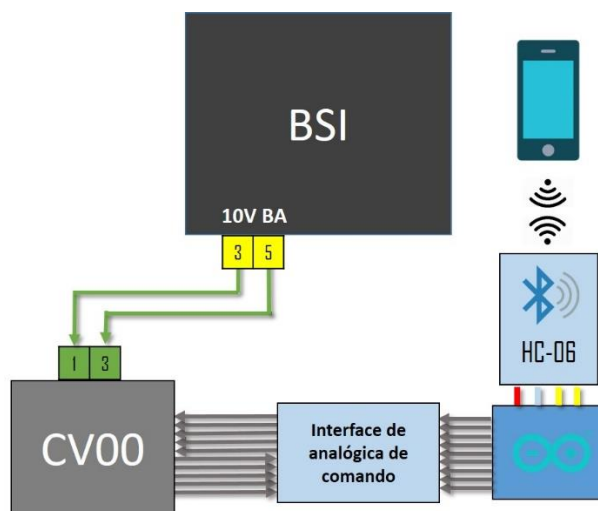 BSI
10V BA
3 5
1 3
HC-06
CV00
Interface de
analógica de
comando